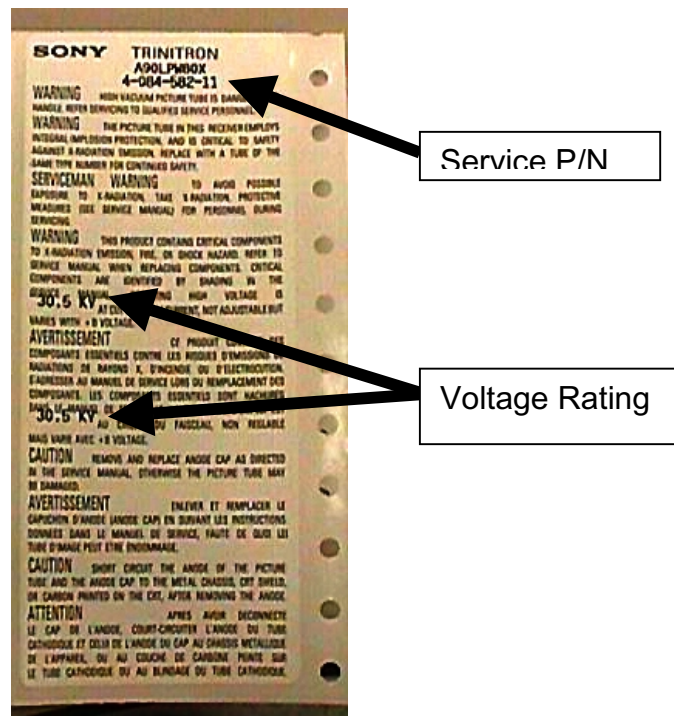 SONY TRINITRON
A90LPW80X
4-084-582-11
WARNING HIGH VACUUM PICTURE TUBE IS
HANDLE. REFER SERVICING TO QUALIFIED SERVICE PERSONNEL.
WARNING THE PICTURE TUBE IN THIS RECEIVER EMPLOYS
INTEGRAL IMPLOSION PROTECTION, AND IS CRITICAL TO SAFETY
AGAINST X-RADIATION EMISSION. REPLACE WITH A TUBE OF THE
SAME TYPE NUMBER FOR CONTINUED SAFETY.
SERVICEMAN WARNING TO AVOID POSSIBLE
EXPOSURE TO X-RADIATION, TAKE X-RADIATION PROTECTIVE
MEASURES (SEE SERVICE MANUAL) FOR PERSONNEL DURING
SERVICING
WARNING THIS PRODUCT CONTAINS CRITICAL COMPONENTS
TO X-RADIATION EMISSION, FIRE, OR SHOCK HAZARD. REFER TO
SERVICE MANUAL WHEN REPLACING COMPONENTS. CRITICAL
COMPONENTS ARE IDENTIFIED BY SHADING IN THE
SERVICE MANUAL. HIGH VOLTAGE IS
30.5 KV
AT NOT ADJUSTABLE BUT
VARIES WITH +B VOLTAGE.
AVERTISSEMENT CE PRODUIT DES
COMPOSANTS ESSENTIELS CONTRE LES RISQUES D'EMISSIONS DE
RADIATIONS DE RAYONS X, D'INCENDIE OU D'ELECTROCUTION.
S'ADRESSER AU MANUEL DE SERVICE LORS DU REMPLACEMENT DES
COMPOSANTS. LES COMPOSANTS ESSENTIELS SONT HACHURES
30.5 KV
AU DU FAISCEAU, NON REGLABLE
MAIS VARIE AVEC +B VOLTAGE.
CAUTION REMOVE AND REPLACE ANODE CAP AS DIRECTED
IN THE SERVICE MANUAL, OTHERWISE THE PICTURE TUBE MAY
BE DAMAGED.
AVERTISSEMENT ENLEVER ET REMPLACER LE
CAPUCHON D'ANODE (ANODE CAP) EN SUIVANT LES INSTRUCTIONS
DONNEES DANS LE MANUEL DE SERVICE, FAUTE DE QUOI LE
TUBE D'IMAGE PEUT ETRE ENDOMMAGE.
CAUTION SHORT CIRCUIT THE ANODE OF THE PICTURE
TUBE AND THE ANODE CAP TO THE METAL CHASSIS, CRT SHIELD,
OR CARBON PRINTED ON THE CRT, AFTER REMOVING THE ANODE
ATTENTION APRES AVOIR DECONNECTE
LE CAP DE L'ANODE, COURT-CIRCUITER L'ANODE DU TUBE
CATHODIQUE ET CELUI DE L'ANODE DU CAP AU CHASSIS METALLIQUE
DE L'APPAREIL, OU AU COUCHE DE CARBONE PEINTE SUR
LE TUBE CATHODIQUE OU AU BLINDAGE DU TUBE CATHODIQUE.
Service P/N
Voltage Rating